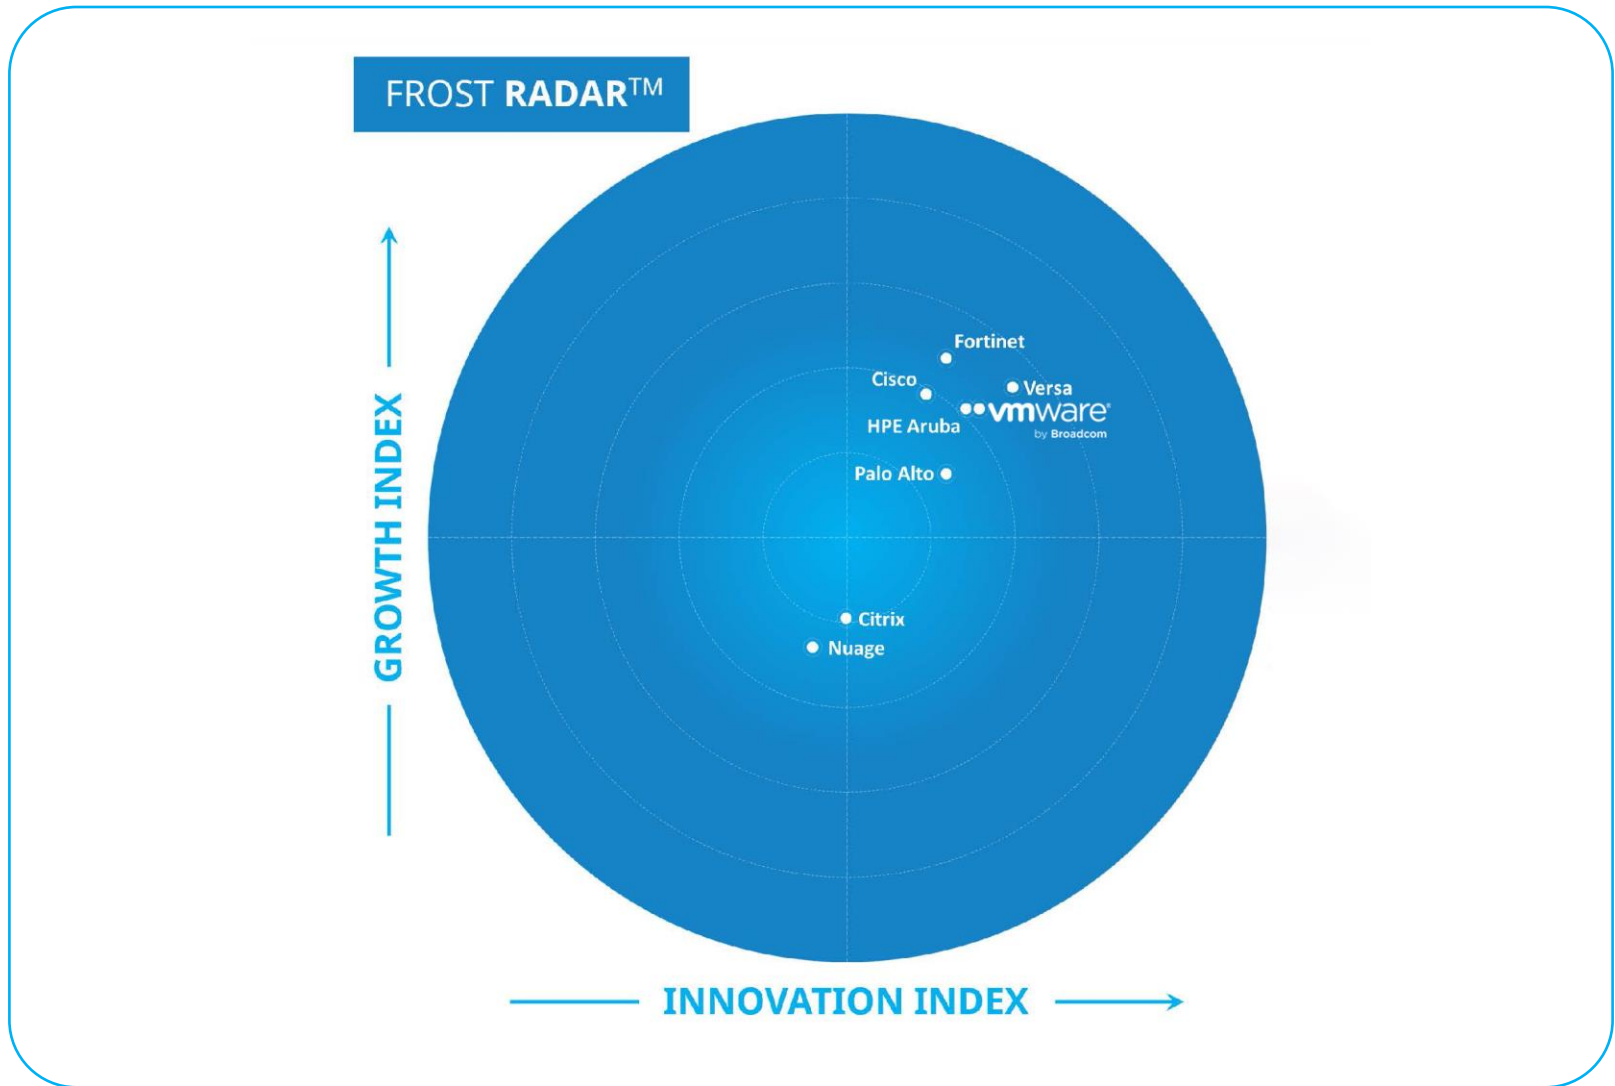 FROST RADAR™
GROWTH INDEX
Fortinet
Cisco
Versa
vmware®
by Broadcom
HPE Aruba
Palo Alto
Citrix
Nuage
INNOVATION INDEX